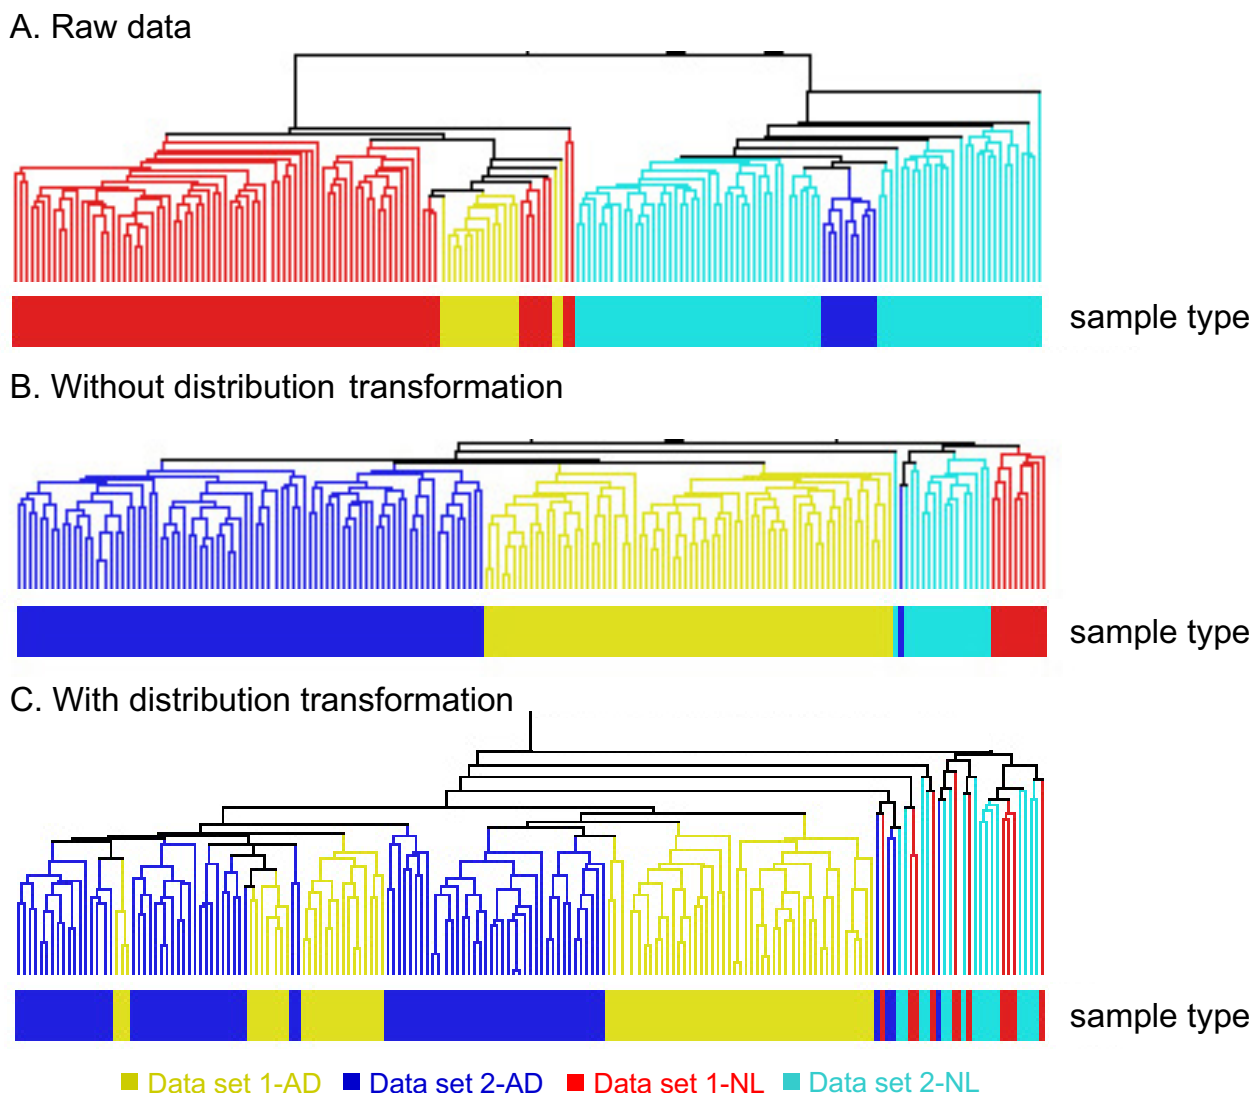 A. Raw data
sample type
B. Without distribution transformation
sample type
C. With distribution transformation
sample type
Data set 1-AD Data set 2-AD Data set 1-NL Data set 2-NL